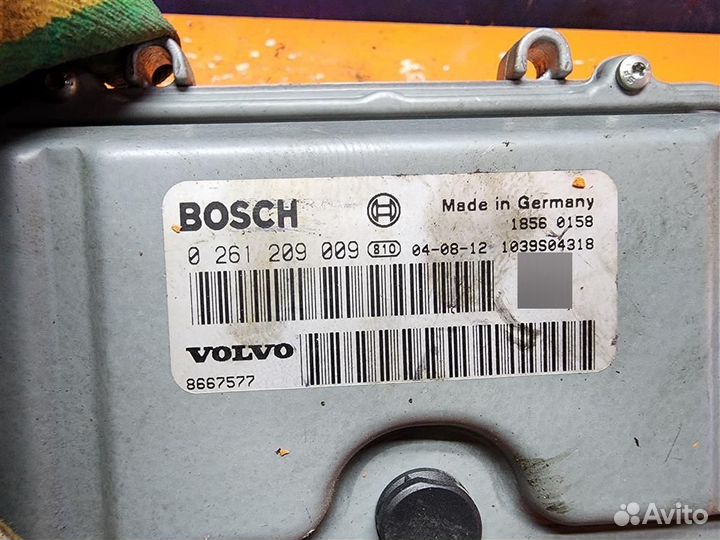 BOSCH
Made in Germany
1856 0158
0 261 209 009 810 04-08-12 1039S04318
VOLVO
8667577
Avito